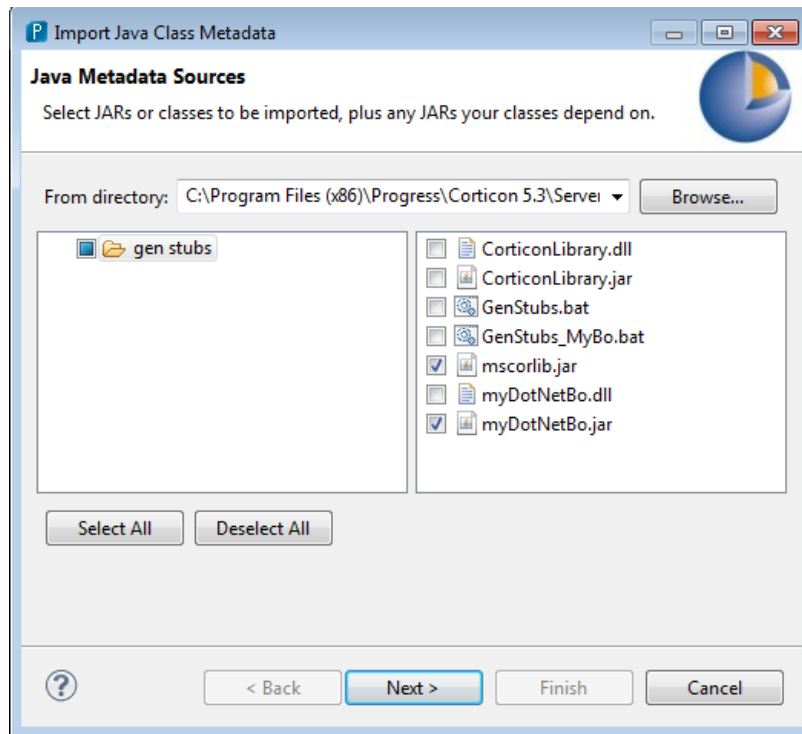 Import Java Class Metadata
Java Metadata Sources
Select JARs or classes to be imported, plus any JARs your classes depend on.
From directory: C:\Program Files (x86)\Progress\Corticon 5.3\Server Browse...
gen stubs
CorticonLibrary.dll
CorticonLibrary.jar
GenStubs.bat
GenStubs_MyBo.bat
mscorlib.jar
myDotNetBo.dll
myDotNetBo.jar
Select All Deselect All
? < Back Next > Finish Cancel